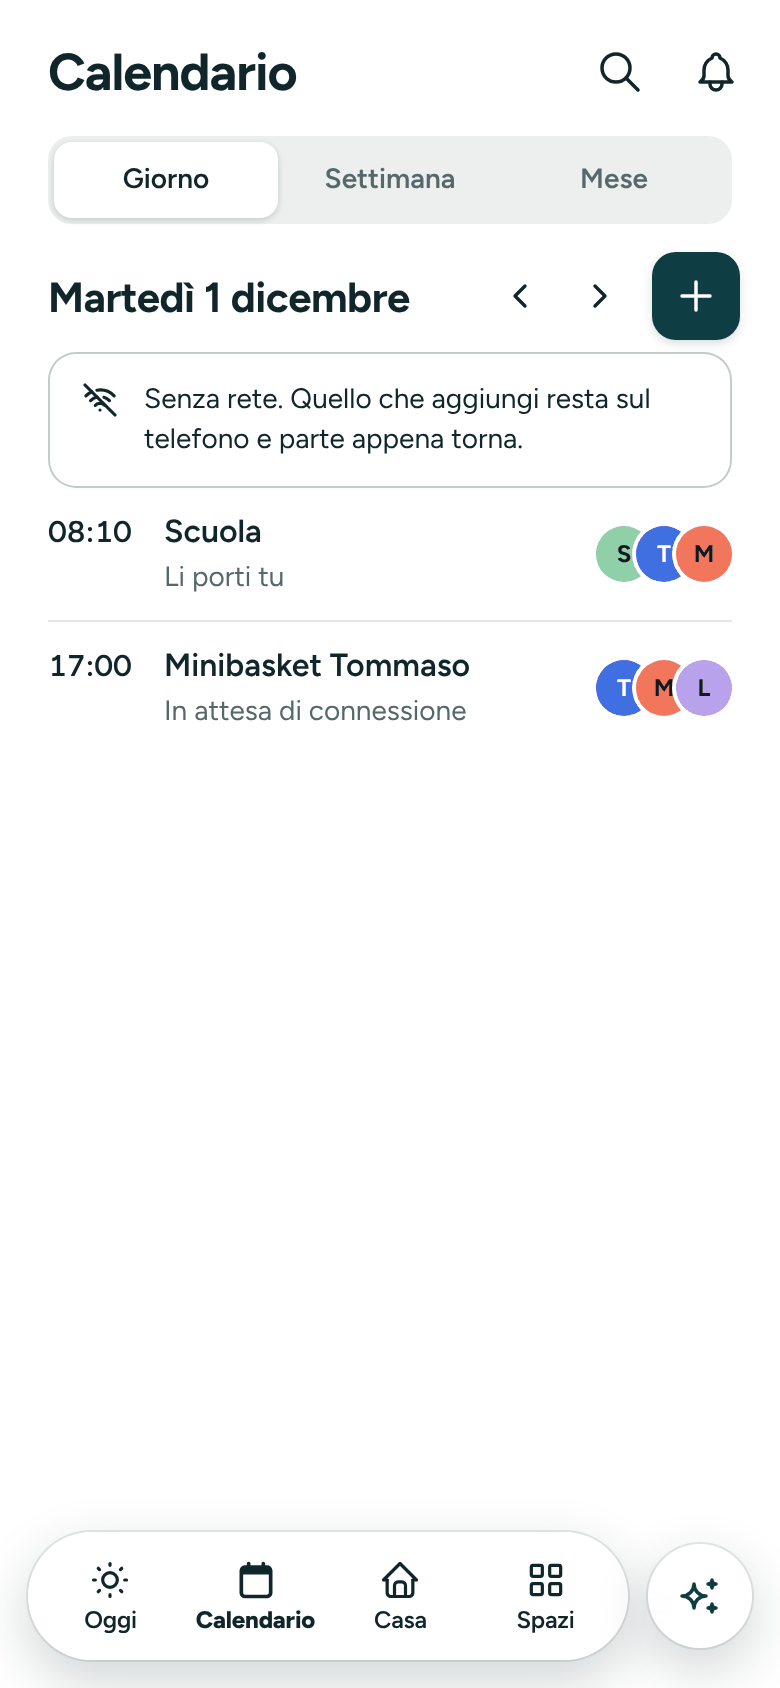 Calendario
Giorno Settimana Mese
Martedì 1 dicembre
Senza rete. Quello che aggiungi resta sul
telefono e parte appena torna.
08:10 Scuola S T M
Li porti tu
17:00 Minibasket Tommaso T M L
In attesa di connessione
Oggi Calendario Casa Spazi